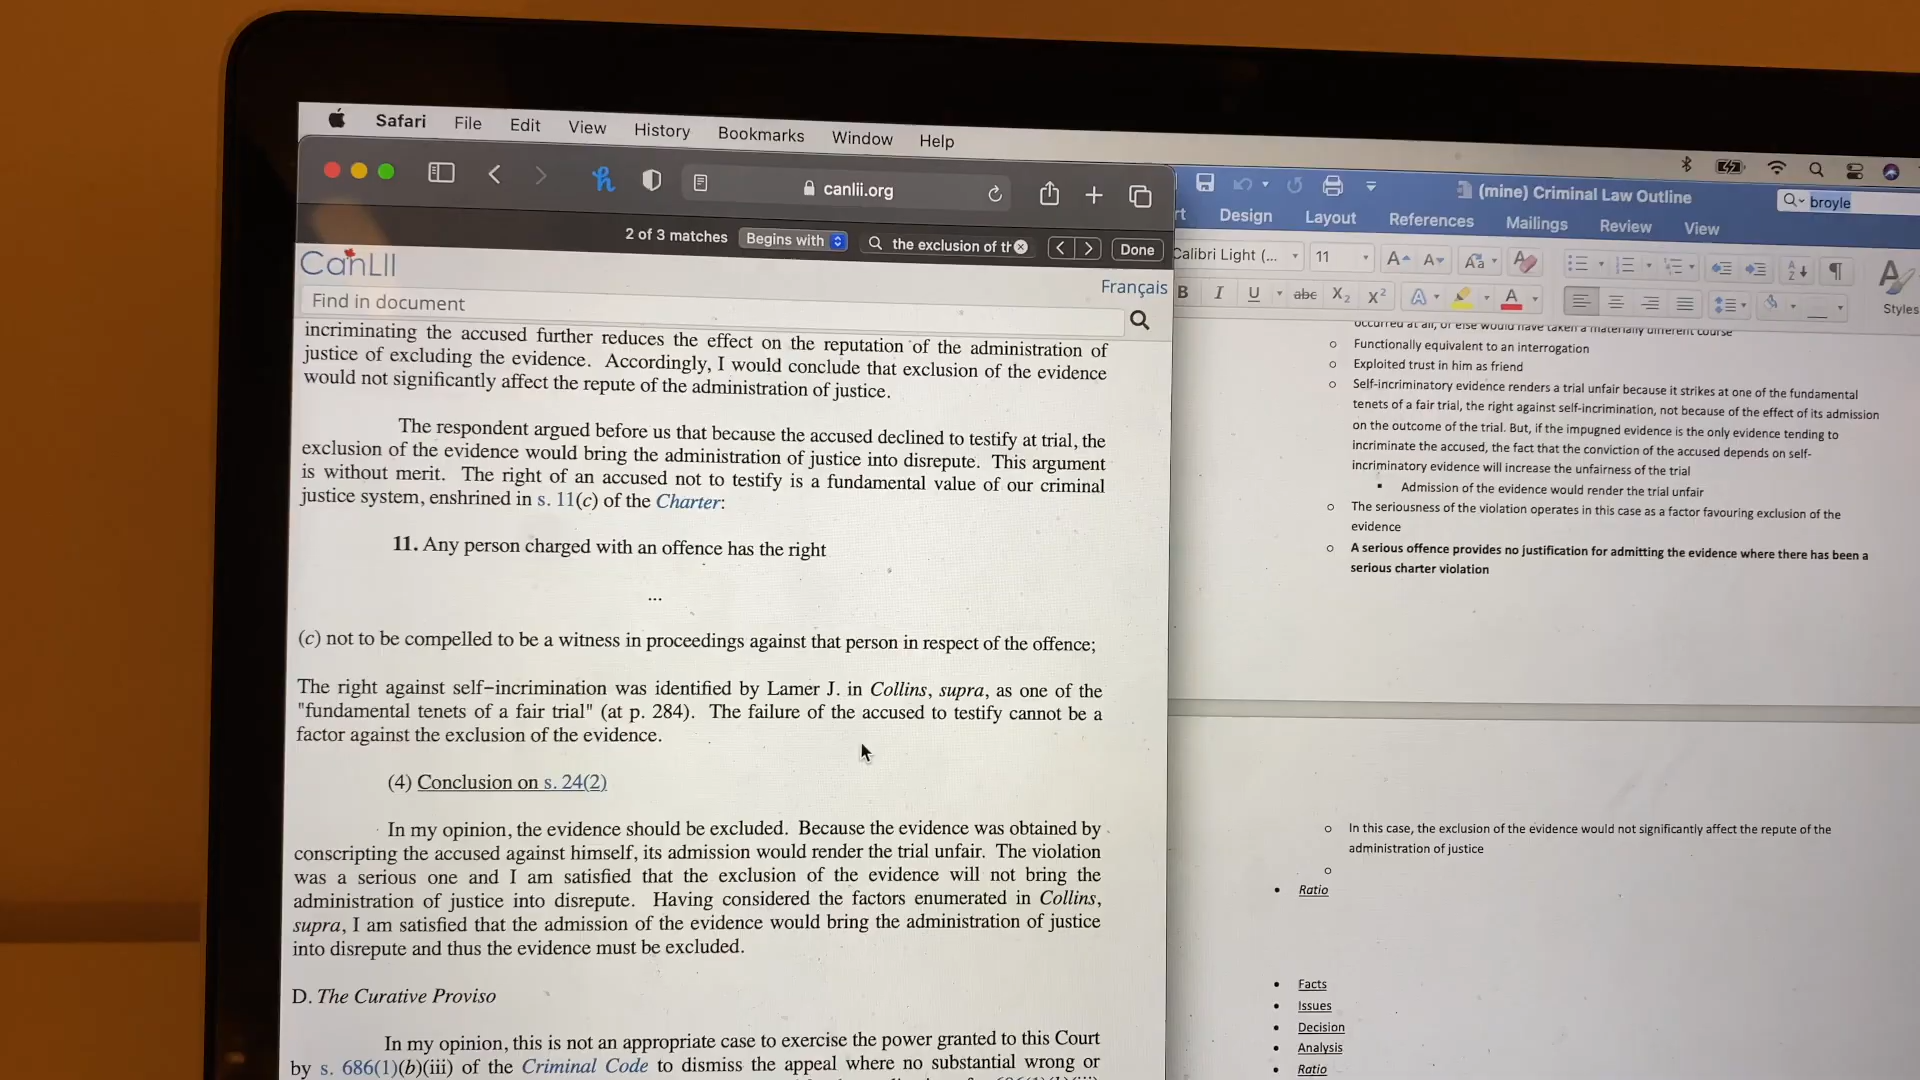 Safari File Edit View History Bookmarks Window Help
canlii.org
2 of 3 matches Begins with the exclusion of th Done
CanLII
Français
Find in document
incriminating the accused further reduces the effect on the reputation of the administration of
justice of excluding the evidence. Accordingly, I would conclude that exclusion of the evidence
would not significantly affect the repute of the administration of justice.
The respondent argued before us that because the accused declined to testify at trial, the
exclusion of the evidence would bring the administration of justice into disrepute. This argument
is without merit. The right of an accused not to testify is a fundamental value of our criminal
justice system, enshrined in s. 11(c) of the Charter:
11. Any person charged with an offence has the right
...
(c) not to be compelled to be a witness in proceedings against that person in respect of the offence;
The right against self-incrimination was identified by Lamer J. in Collins, supra, as one of the
"fundamental tenets of a fair trial" (at p. 284). The failure of the accused to testify cannot be a
factor against the exclusion of the evidence.
(4) Conclusion on s. 24(2)
In my opinion, the evidence should be excluded. Because the evidence was obtained by
conscripting the accused against himself, its admission would render the trial unfair. The violation
was a serious one and I am satisfied that the exclusion of the evidence will not bring the
administration of justice into disrepute. Having considered the factors enumerated in Collins,
supra, I am satisfied that the admission of the evidence would bring the administration of justice
into disrepute and thus the evidence must be excluded.
D. The Curative Proviso
In my opinion, this is not an appropriate case to exercise the power granted to this Court
by s. 686(1)(b)(iii) of the Criminal Code to dismiss the appeal where no substantial wrong or
(mine) Criminal Law Outline
broyle
Design Layout References Mailings Review View
Calibri Light (... 11 A A Aa A
B I U abc X2 X2 A A
Styles
occurred at all, or else would have taken a materially different course
Functionally equivalent to an interrogation
Exploited trust in him as friend
Self-incriminatory evidence renders a trial unfair because it strikes at one of the fundamental
tenets of a fair trial, the right against self-incrimination, not because of the effect of its admission
on the outcome of the trial. But, if the impugned evidence is the only evidence tending to
incriminate the accused, the fact that the conviction of the accused depends on self-
incriminatory evidence will increase the unfairness of the trial
Admission of the evidence would render the trial unfair
The seriousness of the violation operates in this case as a factor favouring exclusion of the
evidence
A serious offence provides no justification for admitting the evidence where there has been a
serious charter violation
In this case, the exclusion of the evidence would not significantly affect the repute of the
administration of justice
Ratio
Facts
Issues
Decision
Analysis
Ratio